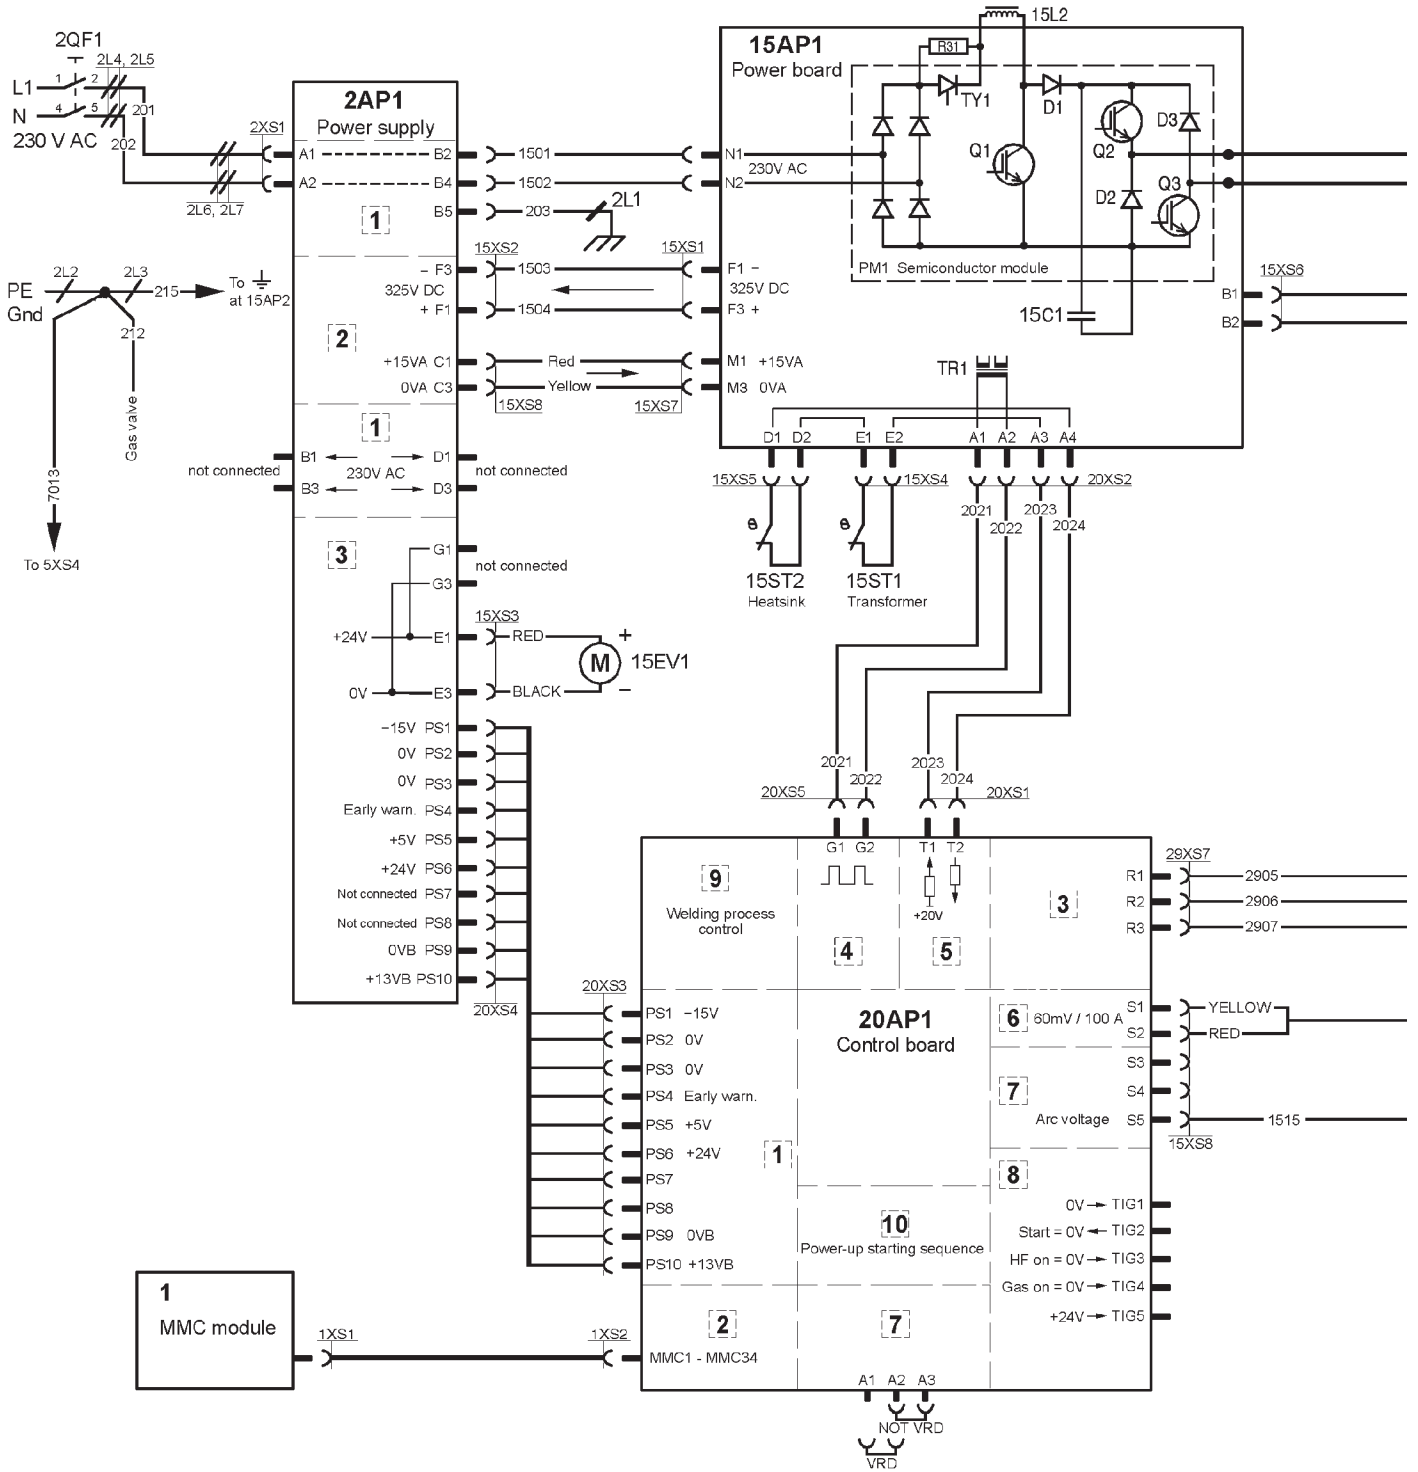 2QF1
2L4, 2L5
L1
1
2
N
4
5
201
230 V AC
202
2XS1
2L6, 2L7
2AP1
Power supply
A1
B2
A2
B4
B5
1
1501
1502
203
2L1
15AP1
Power board
15L2
R31
TY1
D1
Q1
Q2
D3
D2
Q3
N1
230V AC
N2
PM1 Semiconductor module
15C1
15XS6
B1
B2
PE
Gnd
2L2
2L3
215
To
at 15AP2
212
Gas valve
7013
To 5XS4
− F3
325V DC
+ F1
2
+15VA C1
0VA C3
15XS2
1503
1504
15XS1
F1 −
325V DC
F3 +
Red
Yellow
15XS8
15XS7
M1 +15VA
M3 0VA
TR1
1
not connected
B1
D1
230V AC
B3
D3
not connected
D1
D2
E1
E2
A1
A2
A3
A4
15XS5
15XS4
20XS2
2021
2022
2023
2024
θ
θ
15ST2
Heatsink
15ST1
Transformer
3
G1
not connected
G3
+24V
E1
0V
E3
15XS3
RED
BLACK
M
+
−
15EV1
−15V PS1
0V PS2
0V PS3
Early warn. PS4
+5V PS5
+24V PS6
Not connected PS7
Not connected PS8
0VB PS9
+13VB PS10
20XS4
2021
2022
2023
2024
20XS5
20XS1
G1
G2
T1
T2
+20V
9
Welding process
control
4
5
3
29XS7
R1
2905
R2
2906
R3
2907
20AP1
Control board
6
60mV / 100 A
S1
YELLOW
S2
RED
S3
7
S4
Arc voltage
S5
1515
15XS8
20XS3
PS1 −15V
PS2 0V
PS3 0V
PS4 Early warn.
PS5 +5V
PS6 +24V
PS7
PS8
PS9 0VB
PS10 +13VB
1
8
0V
TIG1
Start = 0V
TIG2
HF on = 0V
TIG3
Gas on = 0V
TIG4
+24V
TIG5
10
Power-up starting sequence
1
MMC module
1XS1
1XS2
2
MMC1 - MMC34
7
A1
A2
A3
NOT VRD
VRD